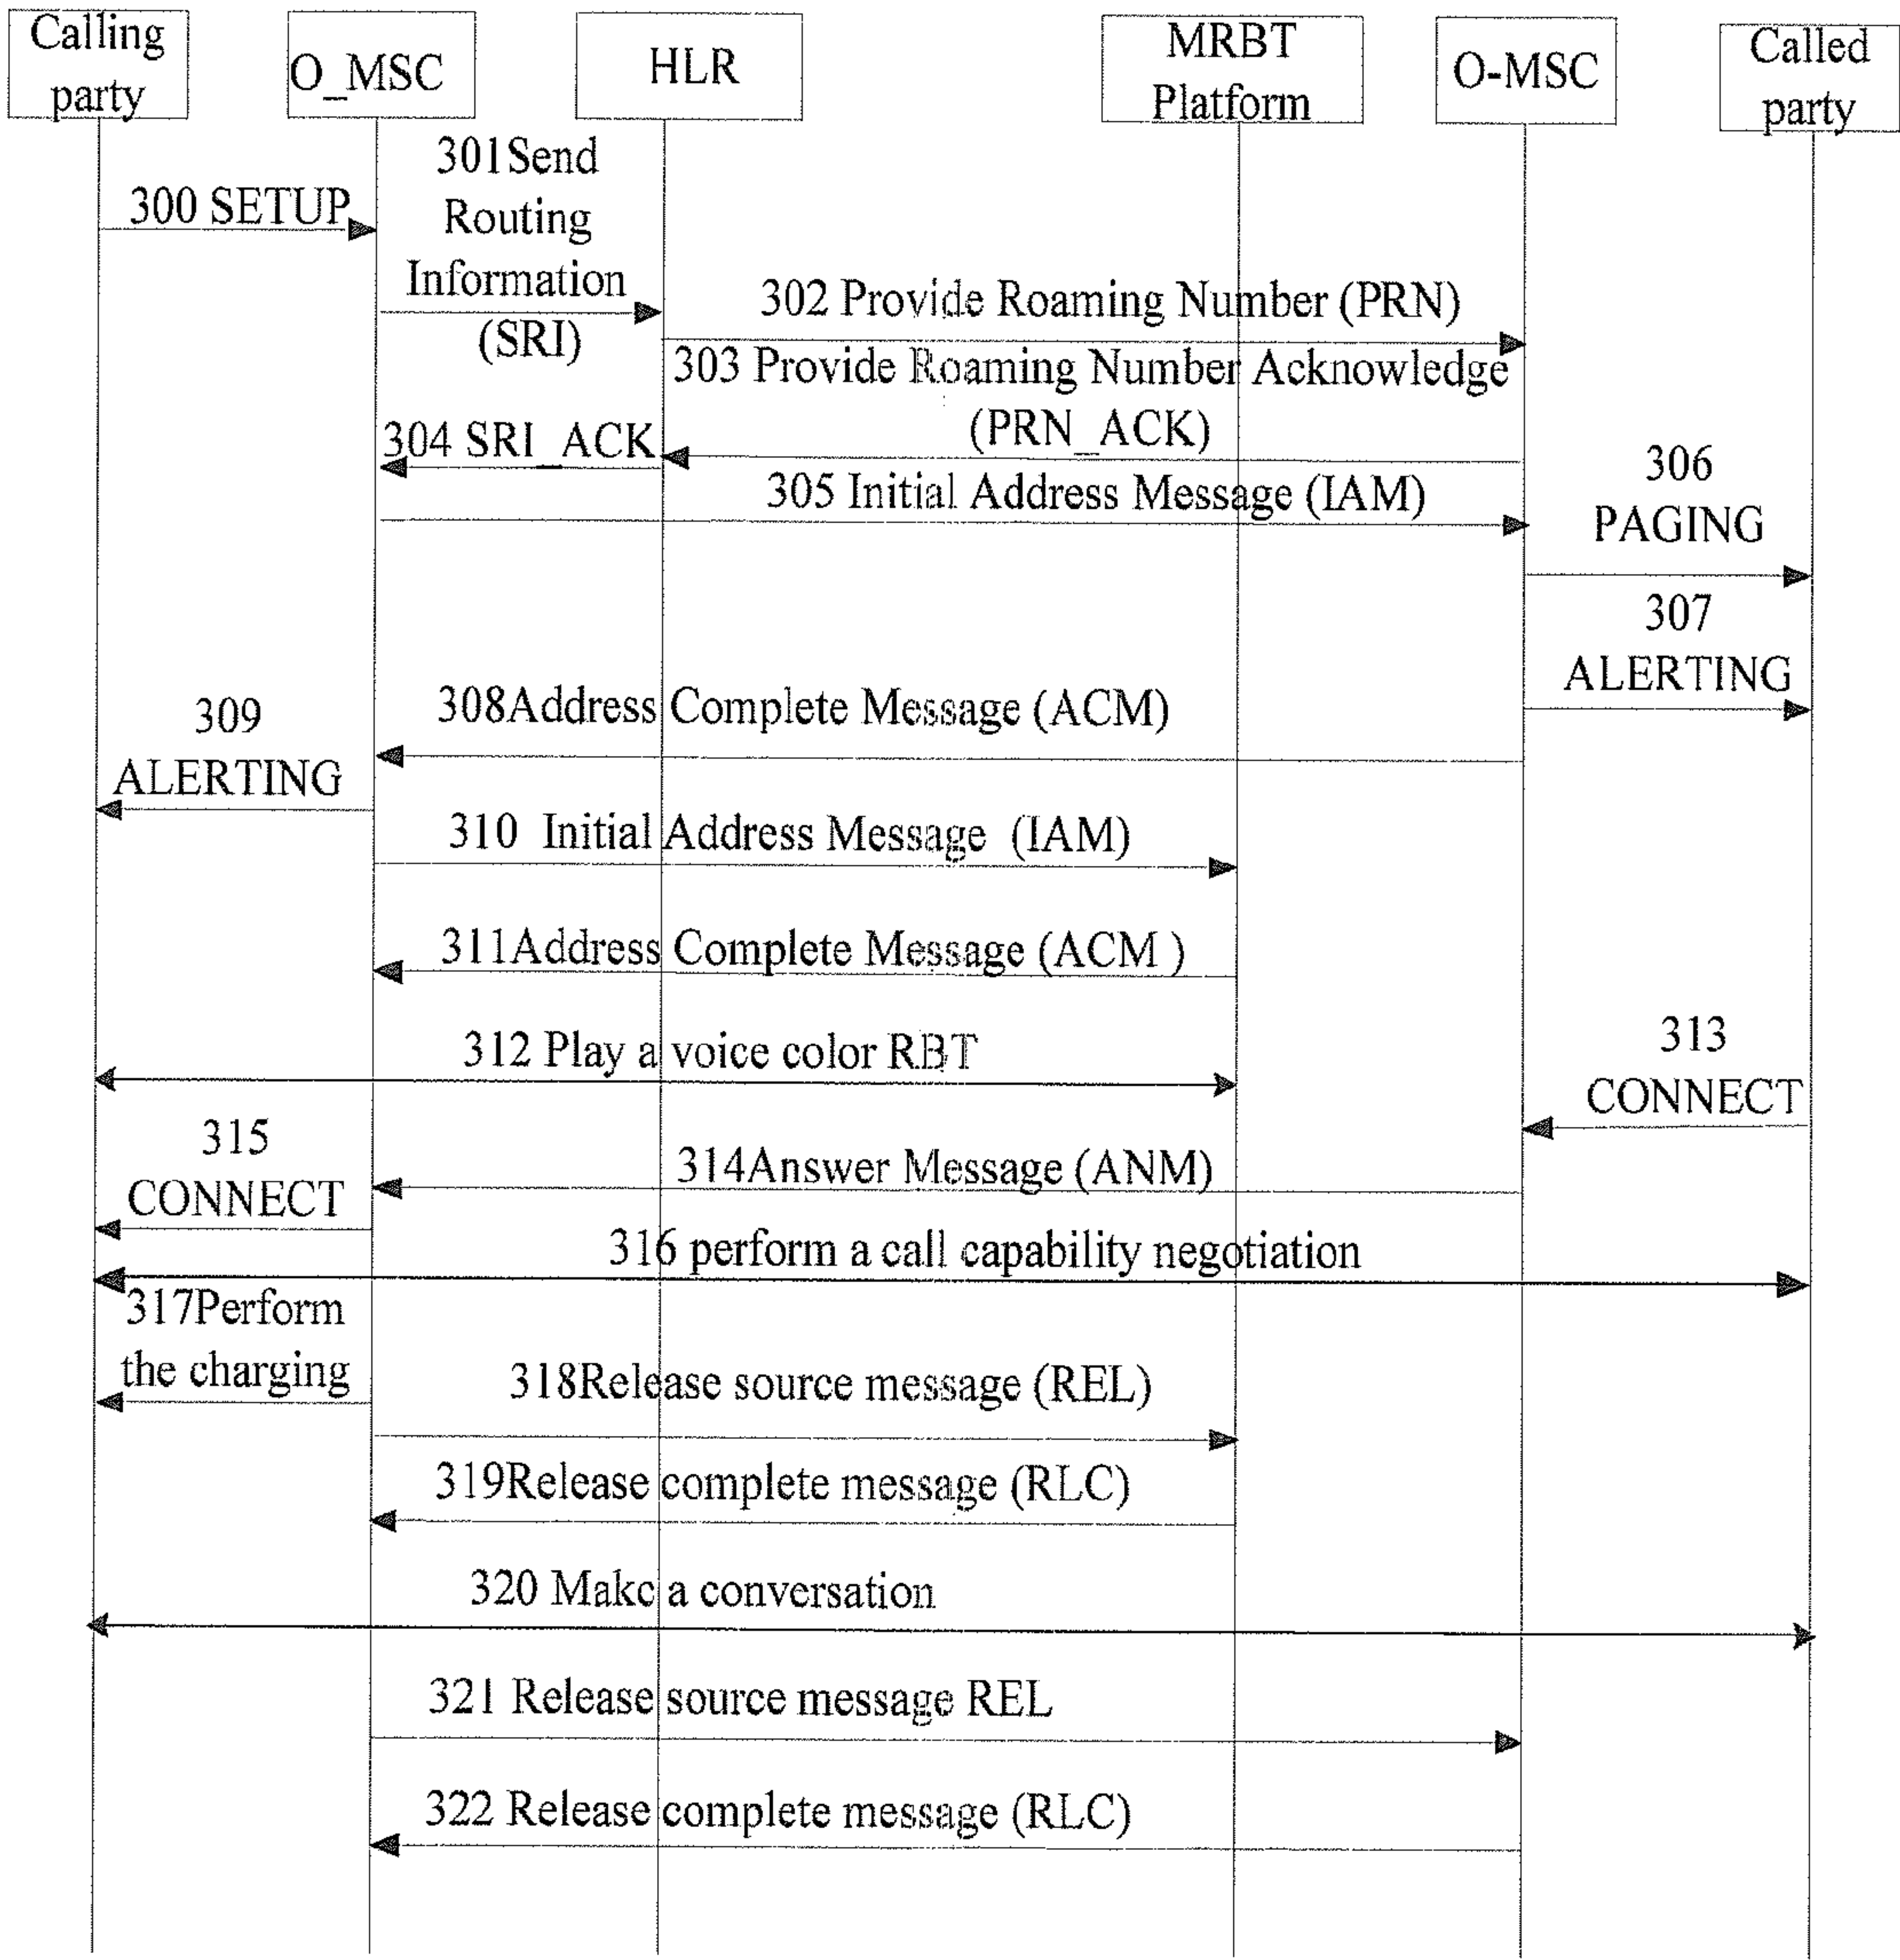 Calling
party
O_MSC
HLR
MRBT
Platform
O-MSC
Called
party
300 SETUP
301Send
Routing
Information
(SRI)
302 Provide Roaming Number (PRN)
303 Provide Roaming Number Acknowledge
(PRN_ACK)
304 SRI_ACK
305 Initial Address Message (IAM)
306
PAGING
307
ALERTING
308Address Complete Message (ACM)
309
ALERTING
310 Initial Address Message (IAM)
311Address Complete Message (ACM )
312 Play a voice color RBT
313
CONNECT
314Answer Message (ANM)
315
CONNECT
316 perform a call capability negotiation
317Perform
the charging
318Release source message (REL)
319Release complete message (RLC)
320 Make a conversation
321 Release source message REL
322 Release complete message (RLC)